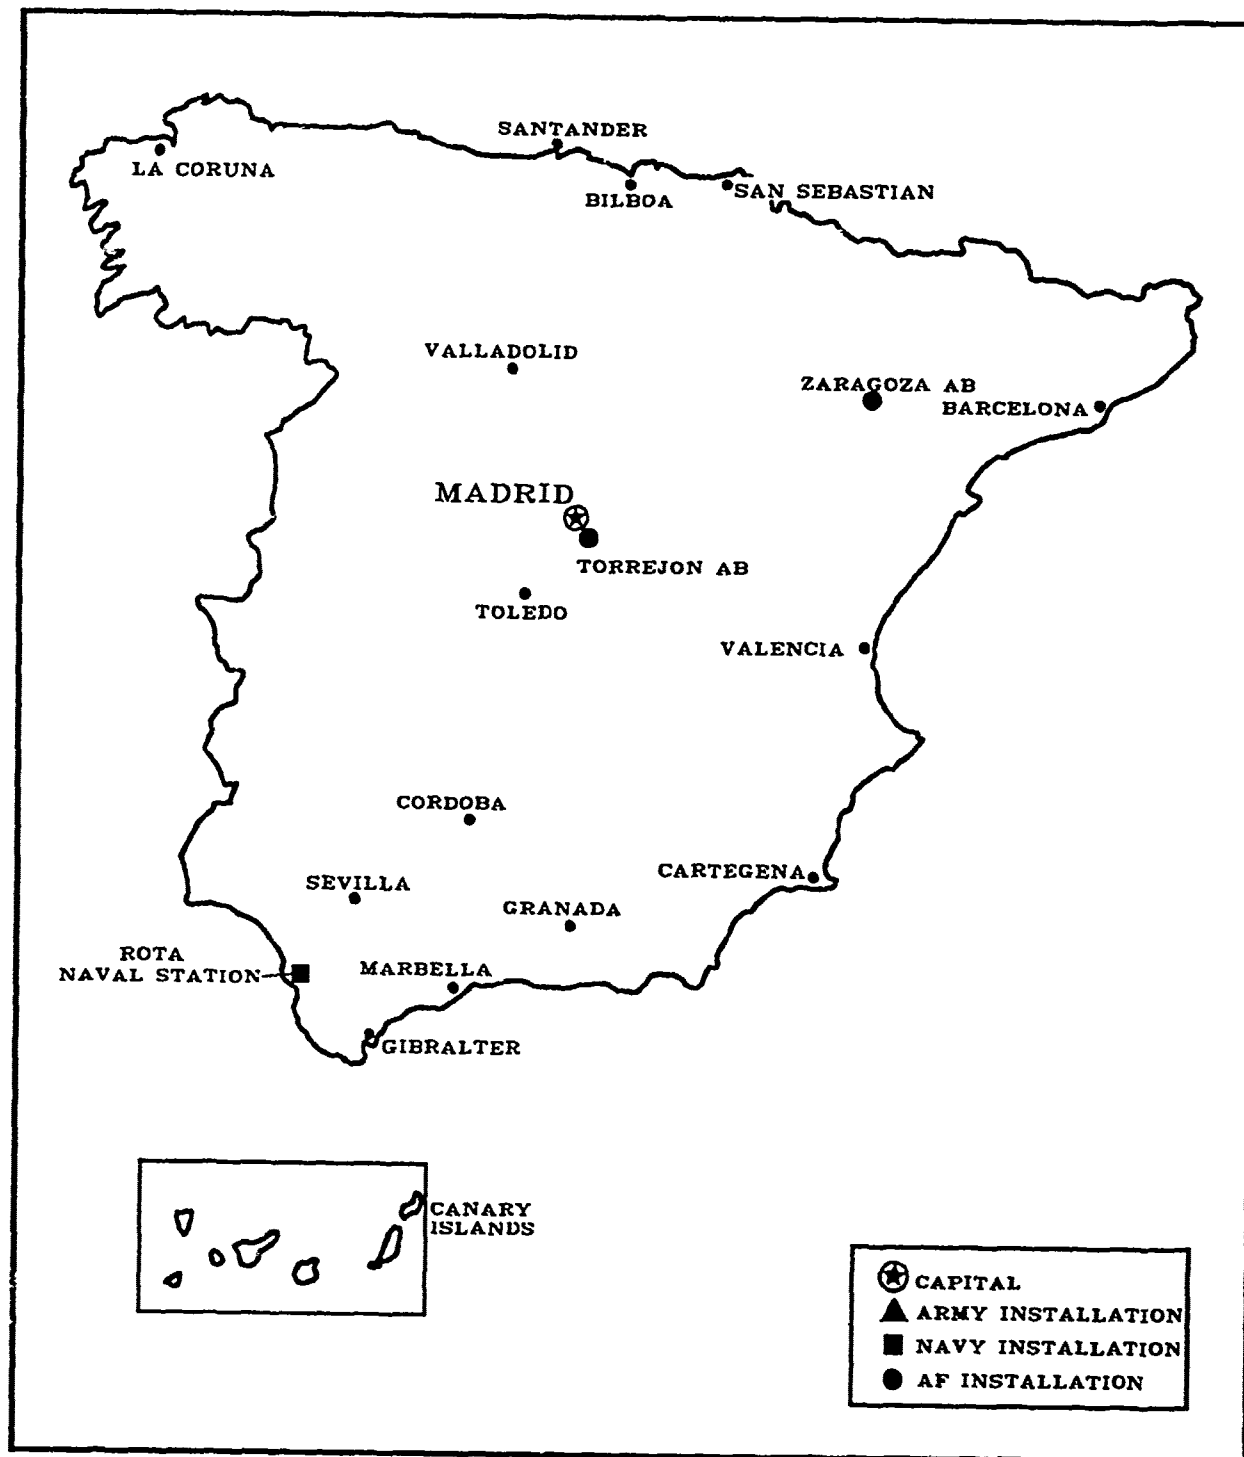 SANTANDER
LA CORUNA
BILBOA
SAN SEBASTIAN
VALLADOLID
ZARAGOZA AB
BARCELONA
MADRID
TORREJON AB
TOLEDO
VALENCIA
CORDOBA
CARTEGENA
SEVILLA
GRANADA
ROTA
NAVAL STATION
MARBELLA
GIBRALTER
CANARY
ISLANDS
CAPITAL
ARMY INSTALLATION
NAVY INSTALLATION
AF INSTALLATION